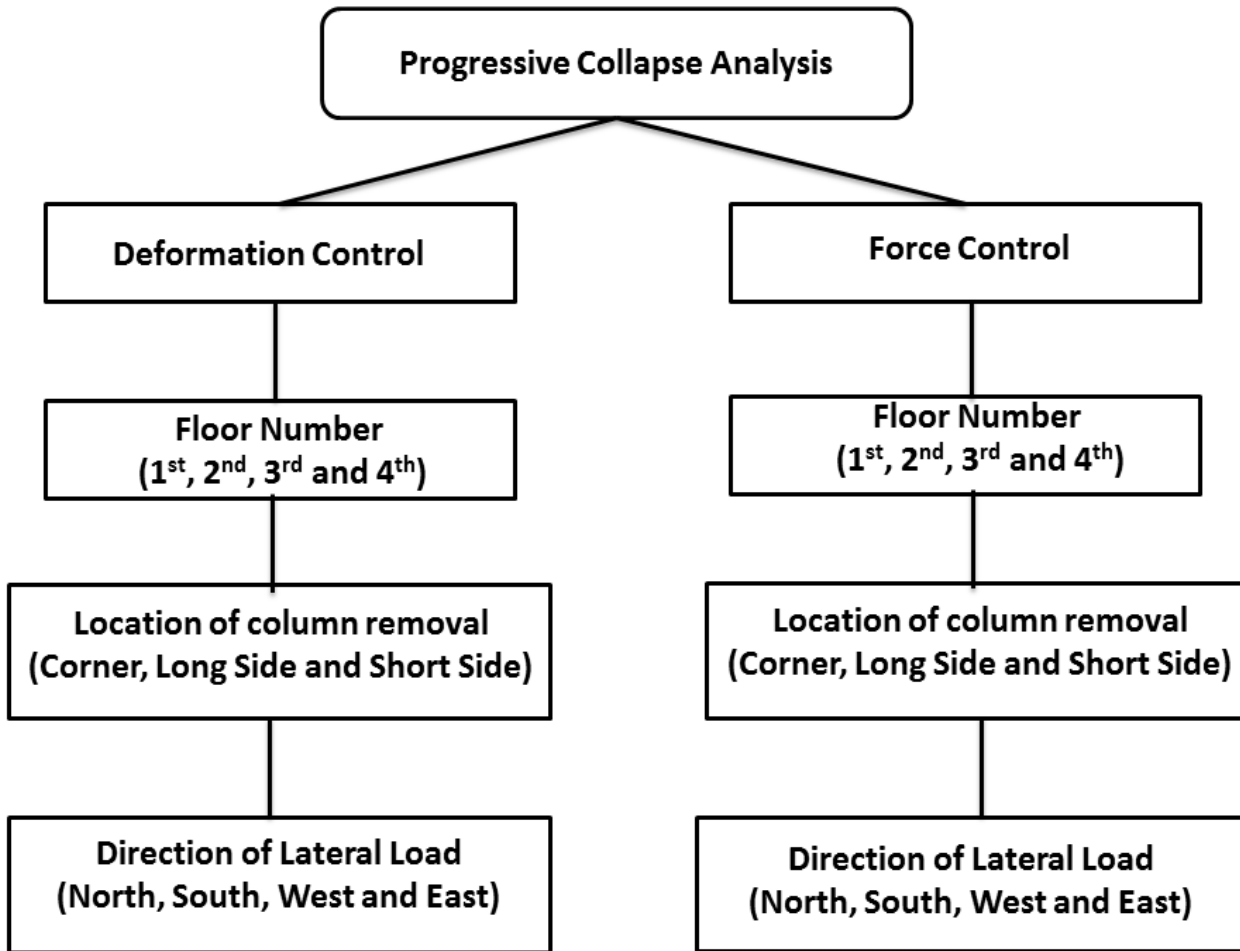 Progressive Collapse Analysis
Deformation Control
Force Control
Floor Number
(1st, 2nd, 3rd and 4th)
Floor Number
(1st, 2nd, 3rd and 4th)
Location of column removal
(Corner, Long Side and Short Side)
Location of column removal
(Corner, Long Side and Short Side)
Direction of Lateral Load
(North, South, West and East)
Direction of Lateral Load
(North, South, West and East)